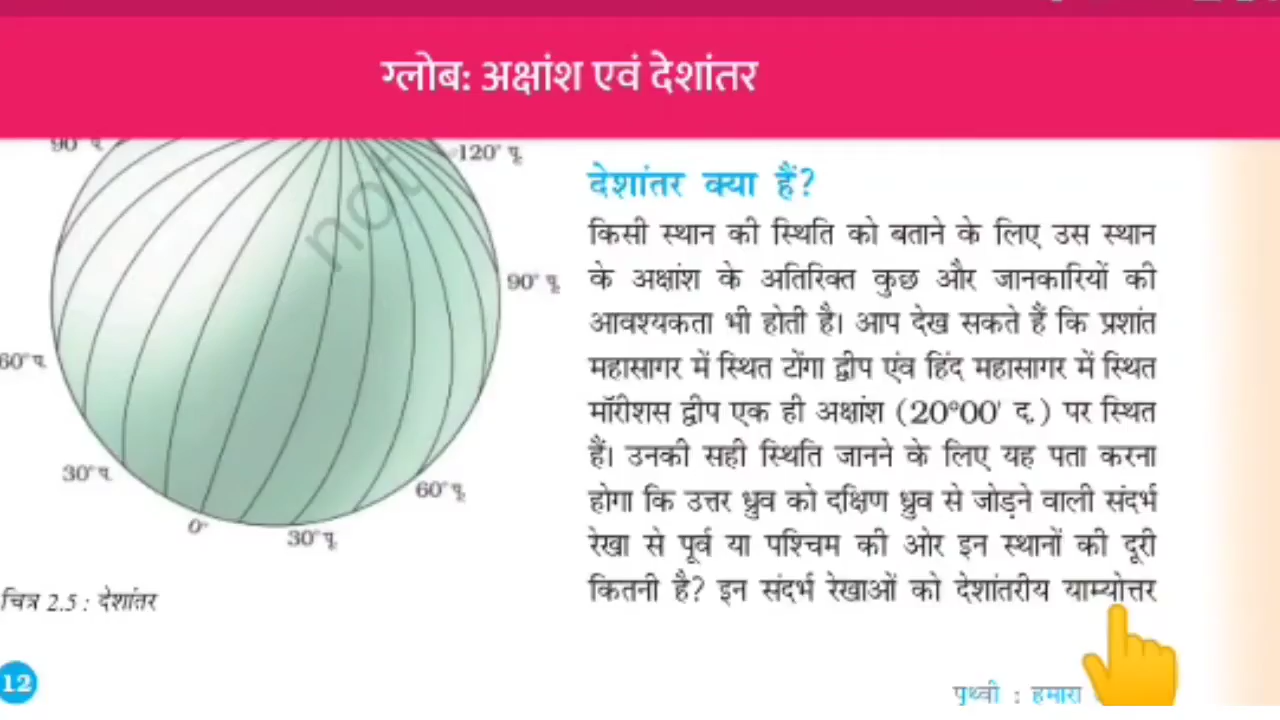 ग्लोब: अक्षांश एवं देशांतर
90° प.
120° पू.
not
90° पू.
60° प.
30° प.
60° पू.
0°
30° पू.
चित्र 2.5 : देशांतर
देशांतर क्या हैं?
किसी स्थान की स्थिति को बताने के लिए उस स्थान
के अक्षांश के अतिरिक्त कुछ और जानकारियों की
आवश्यकता भी होती है। आप देख सकते हैं कि प्रशांत
महासागर में स्थित टोंगा द्वीप एंव हिंद महासागर में स्थित
मॉरीशस द्वीप एक ही अक्षांश (20°00' द.) पर स्थित
हैं। उनकी सही स्थिति जानने के लिए यह पता करना
होगा कि उत्तर ध्रुव को दक्षिण ध्रुव से जोड़ने वाली संदर्भ
रेखा से पूर्व या पश्चिम की ओर इन स्थानों की दूरी
कितनी है? इन संदर्भ रेखाओं को देशांतरीय याम्योत्तर
12
पृथ्वी : हमारा